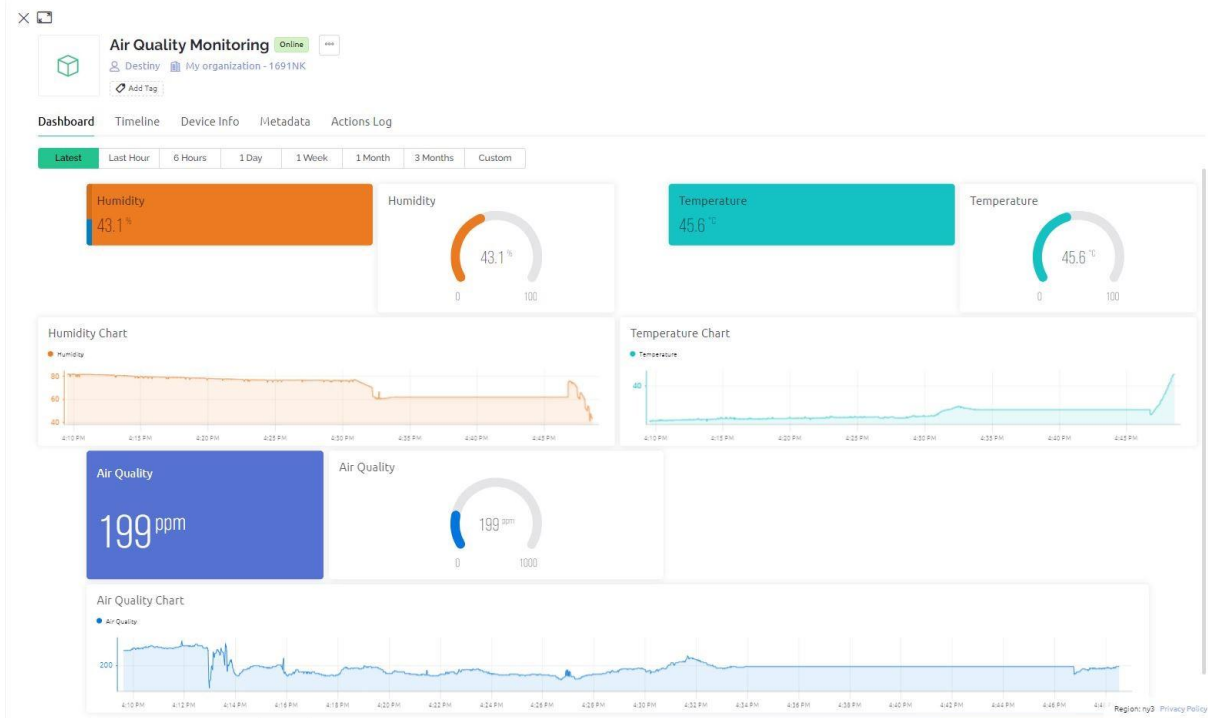 Air Quality Monitoring Online
Destiny My organization - 1691NK
Add Tag
Dashboard Timeline Device Info Metadata Actions Log
Latest Last Hour 6 Hours 1 Day 1 Week 1 Month 3 Months Custom
Humidity
43.1 %
Humidity
43.1 %
0 100
Temperature
45.6 °C
Temperature
45.6 °C
0 100
Humidity Chart
Humidity
80
60
40
4:10 PM 4:15 PM 4:20 PM 4:25 PM 4:30 PM 4:35 PM 4:40 PM 4:45 PM
Temperature Chart
Temperature
40
4:10 PM 4:15 PM 4:20 PM 4:25 PM 4:30 PM 4:35 PM 4:40 PM 4:45 PM
Air Quality
199 ppm
Air Quality
199 ppm
0 1000
Air Quality Chart
Air Quality
200
4:10 PM 4:12 PM 4:14 PM 4:16 PM 4:18 PM 4:20 PM 4:22 PM 4:24 PM 4:26 PM 4:28 PM 4:30 PM 4:32 PM 4:34 PM 4:36 PM 4:38 PM 4:40 PM 4:42 PM 4:44 PM 4:46 PM
Region: ny3 Privacy Policy